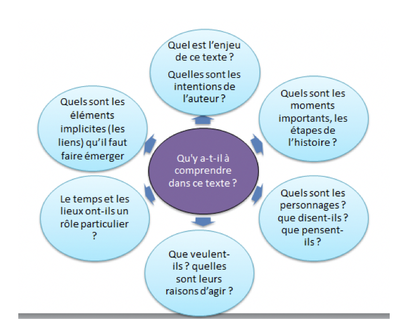 Quel est l'enjeu
de ce texte ?
Quelles sont les
intentions de
l'auteur ?
Quels sont les
moments
importants, les
étapes de
l'histoire ?
Quels sont les
personnages ?
que disent-ils ?
que pensent-
ils ?
Que veulent-
ils ? quelles
sont leurs
raisons d'agir ?
Le temps et les
lieux ont-ils un
rôle particulier
?
Quels sont les
éléments
implicites (les
liens) qu'il faut
faire émerger
Qu'y a-t-il à
comprendre
dans ce texte ?